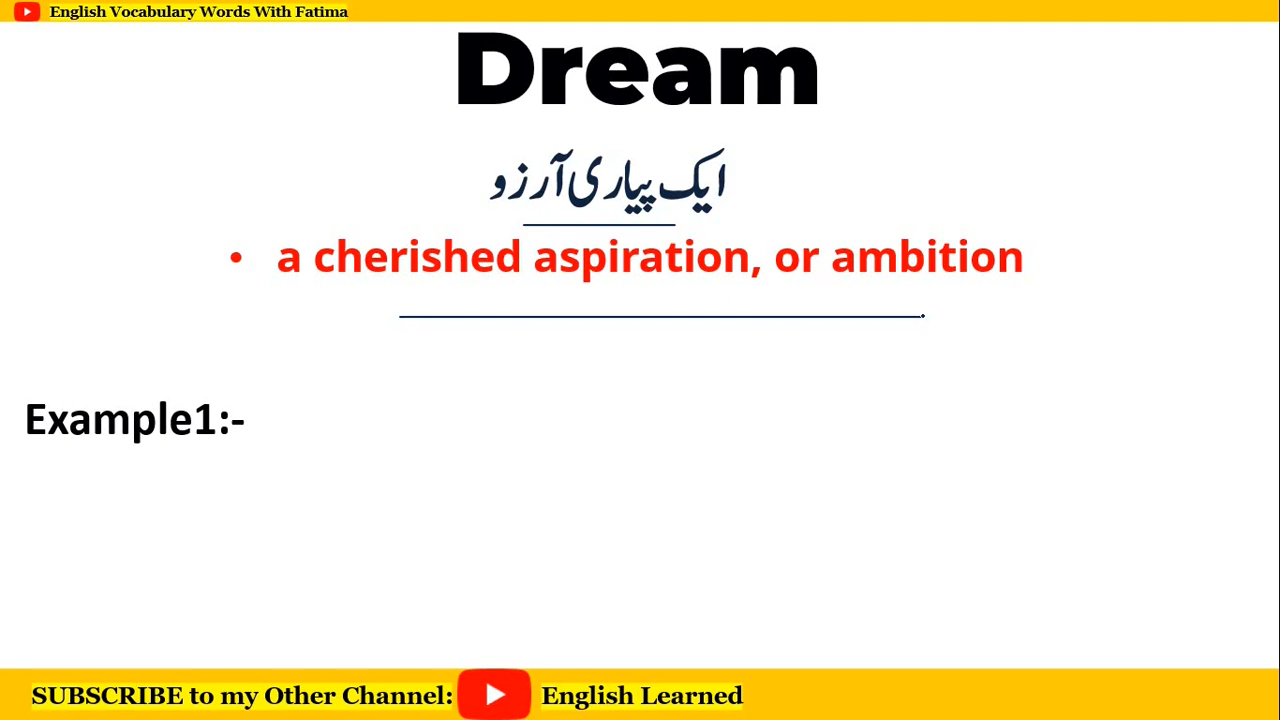 English Vocabulary Words With Fatima
Dream
ایک پیاری آرزو
• a cherished aspiration, or ambition
Example1:-
SUBSCRIBE to my Other Channel: English Learned